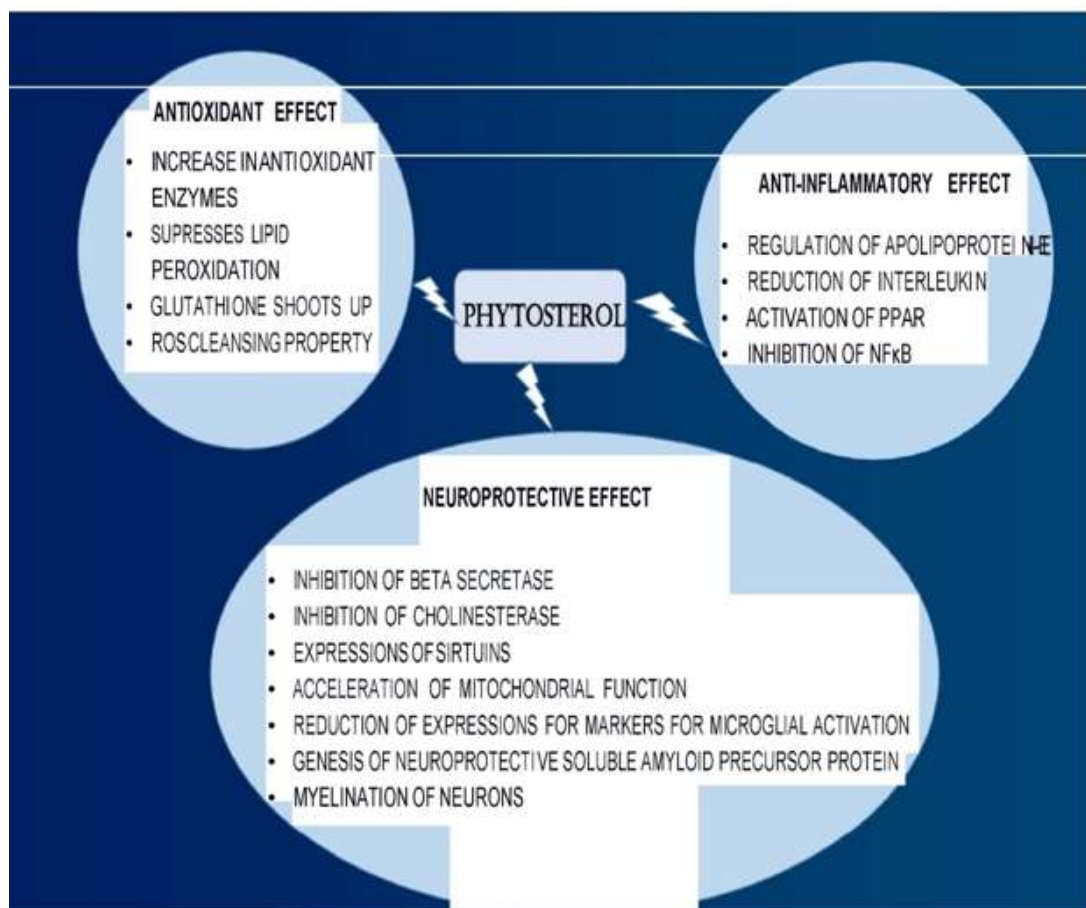 ANTIOXIDANT EFFECT
• INCREASE IN ANTIOXIDANT
ENZYMES
• SUPRESSES LIPID
PEROXIDATION
• GLUTATHIONE SHOOTS UP
• ROS CLEANSING PROPERTY
ANTI-INFLAMMATORY EFFECT
• REGULATION OF APOLIPOPROTEIN-E
• REDUCTION OF INTERLEUKIN
• ACTIVATION OF PPAR
• INHIBITION OF NFκB
PHYTOSTEROL
NEUROPROTECTIVE EFFECT
• INHIBITION OF BETA SECRETASE
• INHIBITION OF CHOLINESTERASE
• EXPRESSIONS OF SIRTUINS
• ACCELERATION OF MITOCHONDRIAL FUNCTION
• REDUCTION OF EXPRESSIONS FOR MARKERS FOR MICROGLIAL ACTIVATION
• GENESIS OF NEUROPROTECTIVE SOLUBLE AMYLOID PRECURSOR PROTEIN
• MYELINATION OF NEURONS